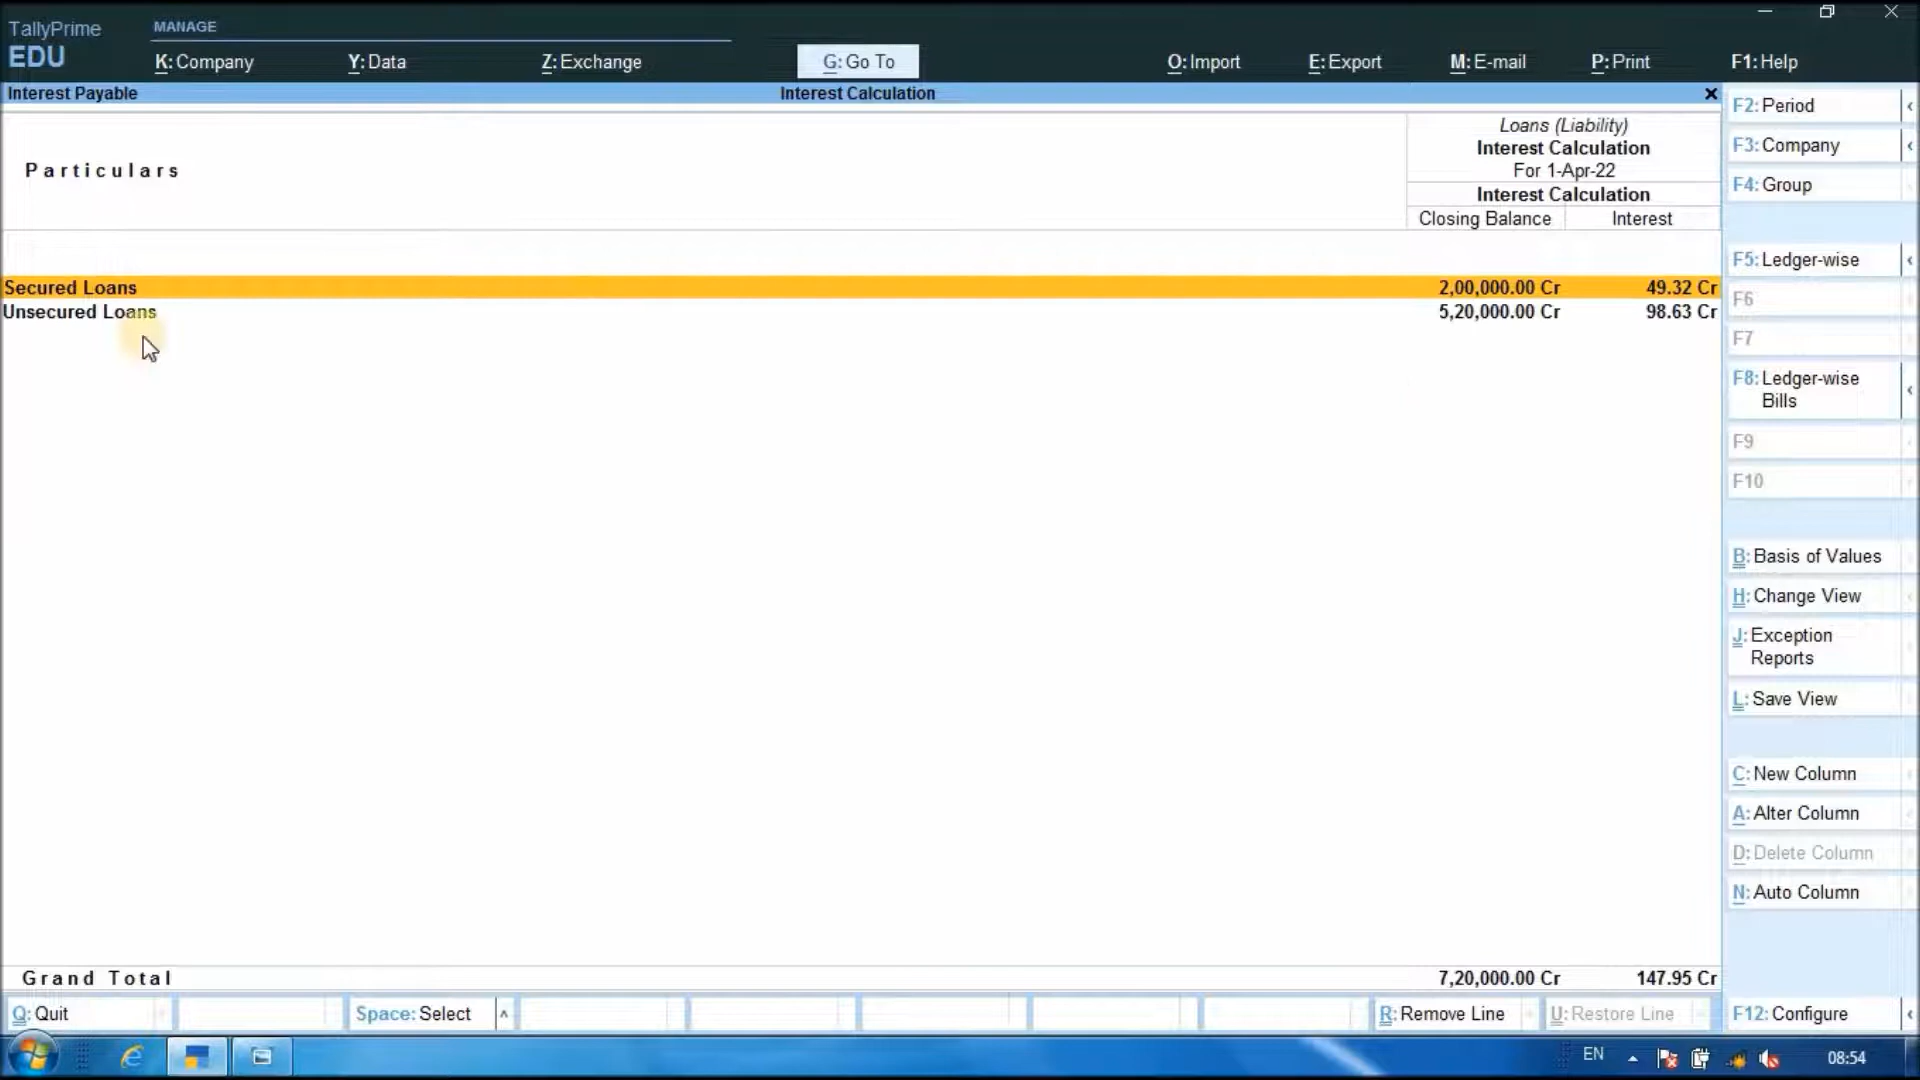 TallyPrime
EDU
MANAGE
K: Company
Y: Data
Z: Exchange
G: Go To
O: Import
E: Export
M: E-mail
P: Print
F1: Help
Interest Payable
Interest Calculation
Particulars
Loans (Liability)
Interest Calculation
For 1-Apr-22
Interest Calculation
Closing Balance Interest
Secured Loans 2,00,000.00 Cr 49.32 Cr
Unsecured Loans 5,20,000.00 Cr 98.63 Cr
Grand Total 7,20,000.00 Cr 147.95 Cr
F2: Period
F3: Company
F4: Group
F5: Ledger-wise
F6
F7
F8: Ledger-wise
Bills
F9
F10
B: Basis of Values
H: Change View
J: Exception
Reports
L: Save View
C: New Column
A: Alter Column
D: Delete Column
N: Auto Column
F12: Configure
Q: Quit
Space: Select
R: Remove Line
U: Restore Line
EN
08:54